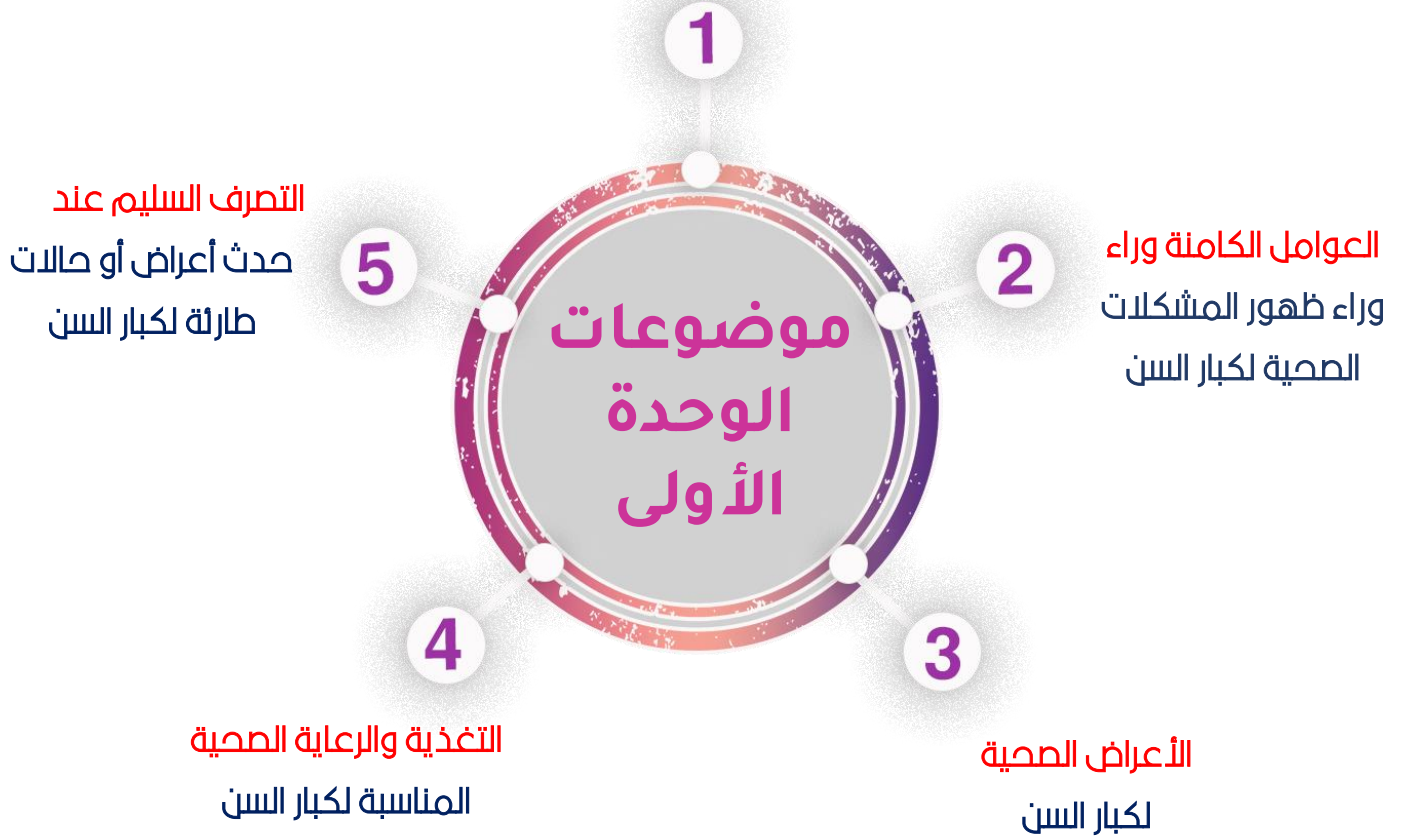 1
موضوعات
الوحدة
الأولى
2
العوامل الكامنة وراء
وراء ظهور المشكلات
الصحية لكبار السن
3
الأعراض الصحية
لكبار السن
4
التغذية والرعاية الصحية
المناسبة لكبار السن
5
التصرف السليم عند
حدث أعراض أو حالات
طارئة لكبار السن